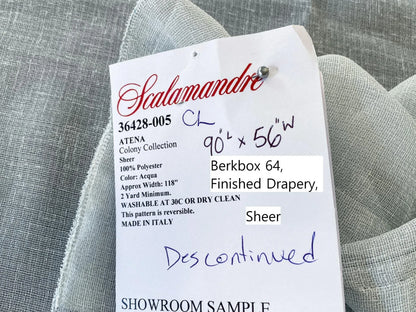 Scalamandré
36428-005 CL
90"L x 56"W
ATENA
Colony Collection
Sheer
100% Polyester
Color: Acqua
Approx Width: 118"
2 Yard Minimum.
WASHABLE AT 30C OR DRY CLEAN
This pattern is reversible.
MADE IN ITALY
Berkbox 64,
Finished Drapery,
Sheer
Descontinued
SHOWROOM SAMPLE